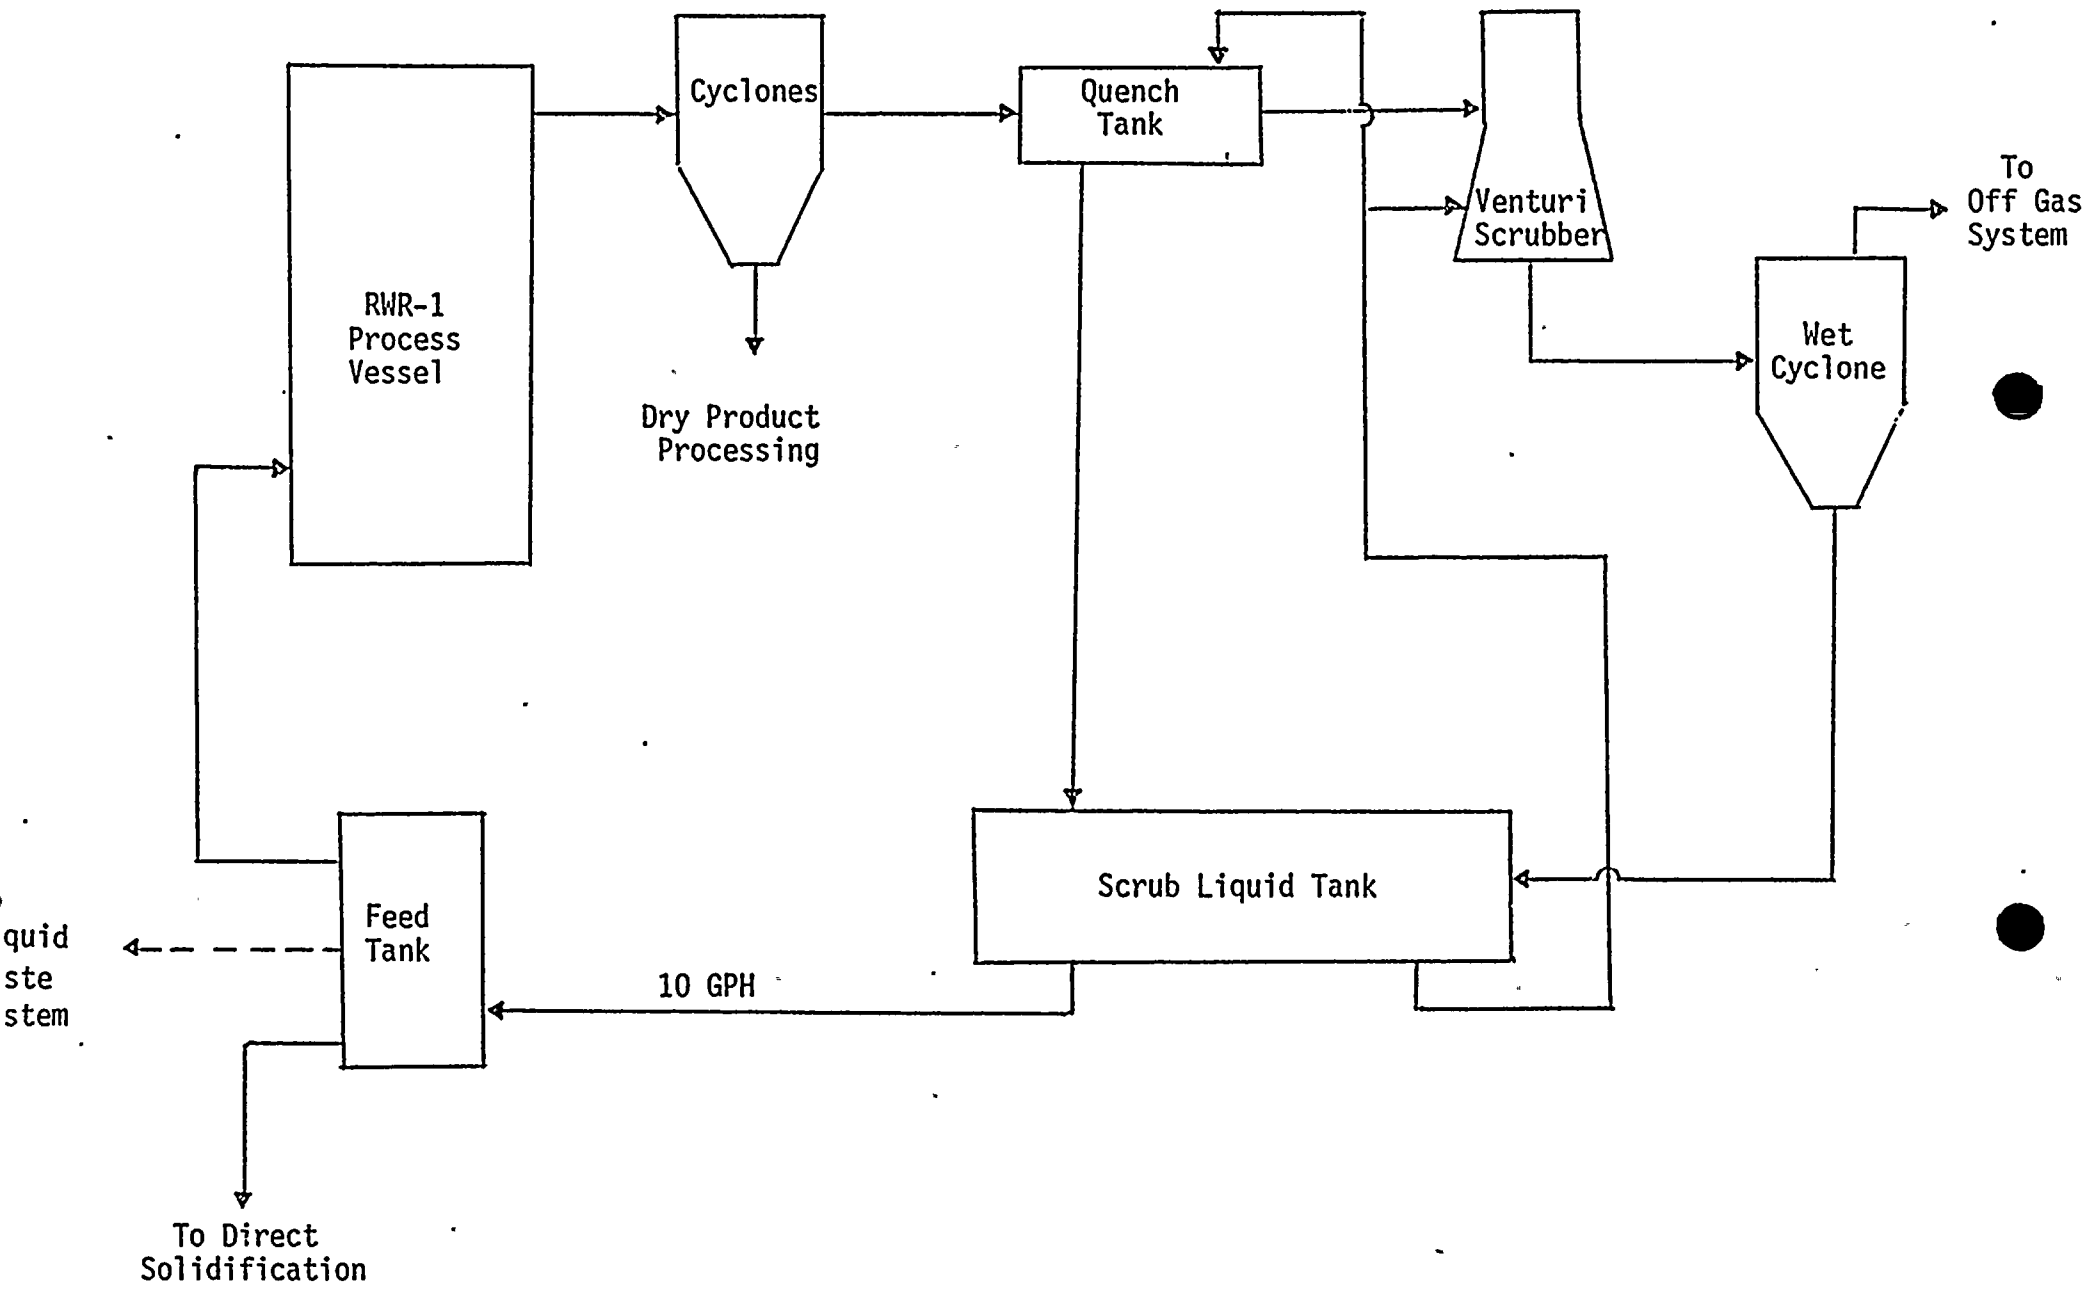 Cyclones
Quench
Tank
To
Off Gas
System
Venturi
Scrubber
RWR-1
Process
Vessel
Wet
Cyclone
Dry Product
Processing
Scrub Liquid Tank
Feed
Tank
quid
ste
stem
10 GPH
To Direct
Solidification